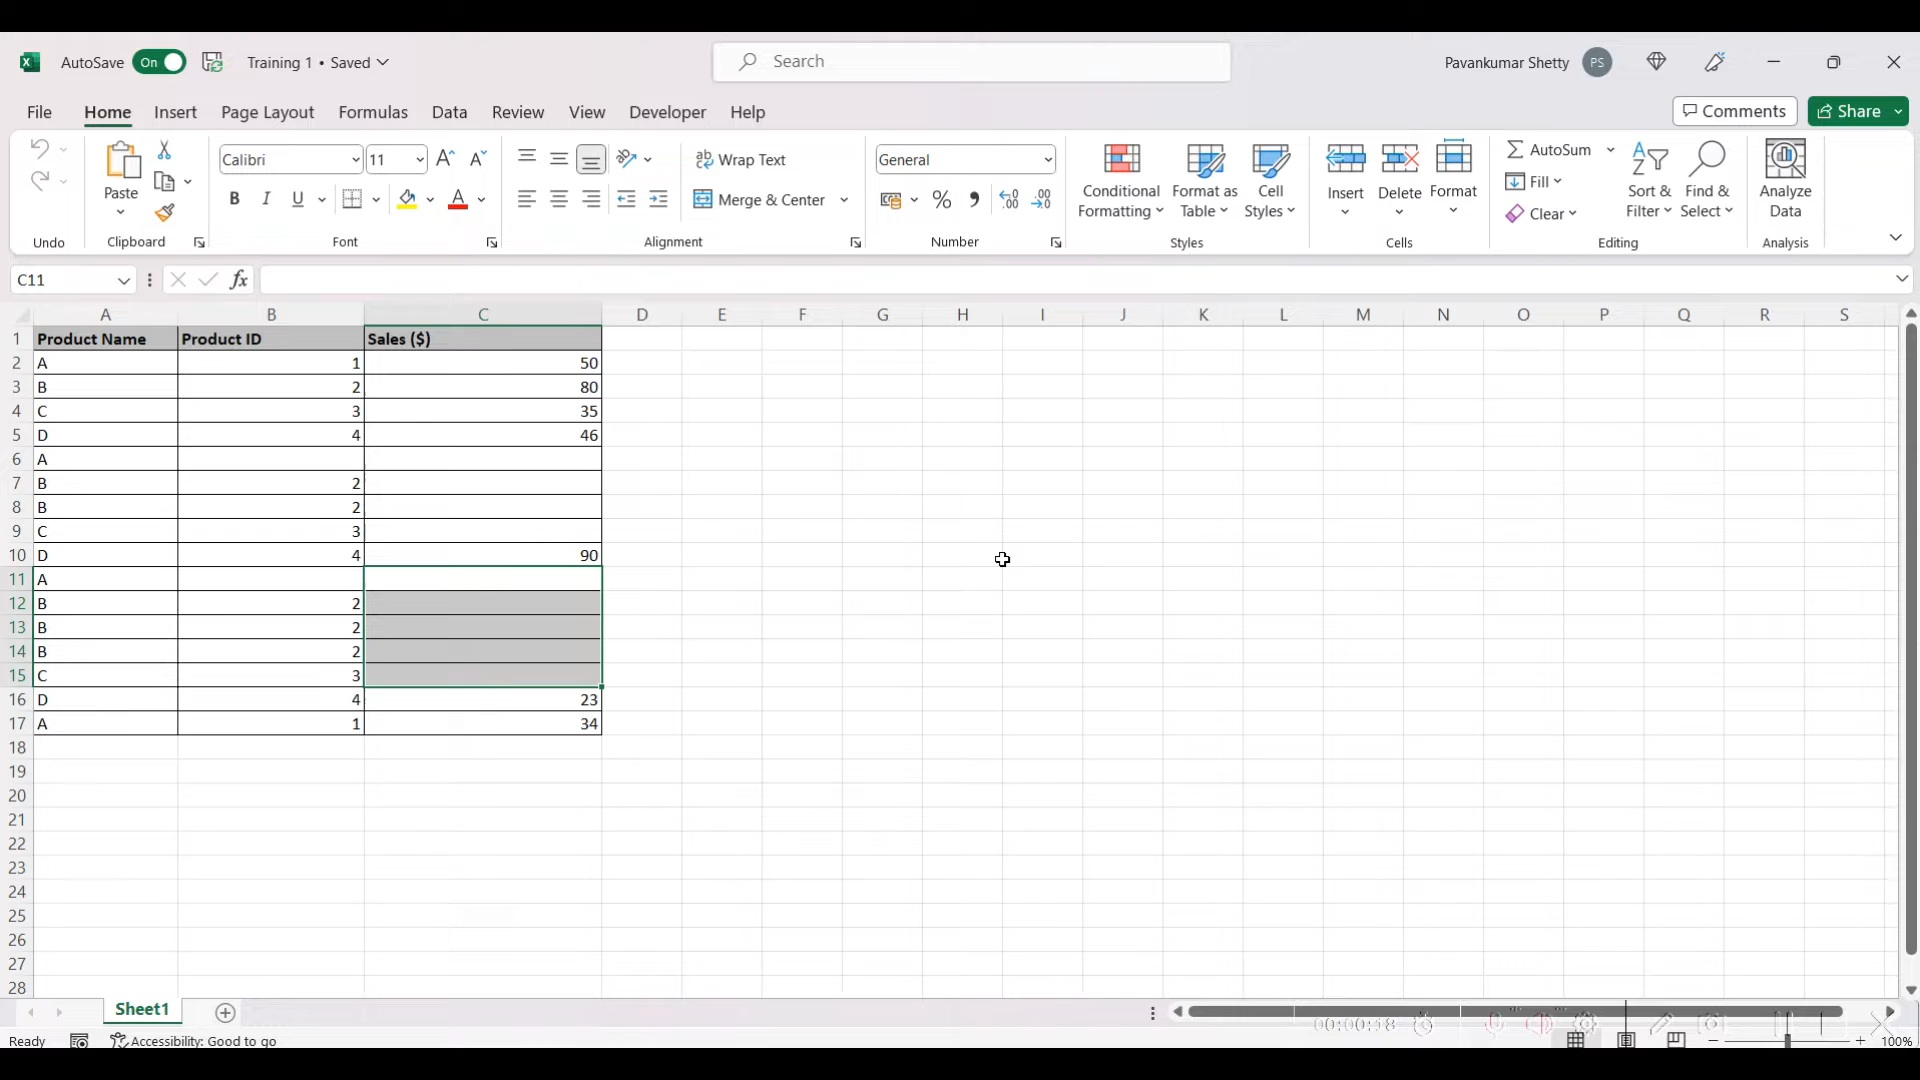 AutoSave On Training 1 • Saved Search Pavankumar Shetty PS
File Home Insert Page Layout Formulas Data Review View Developer Help Comments Share
Paste Calibri 11 B I U A ab Wrap Text Merge & Center General % , Conditional Formatting Format as Table Cell Styles Insert Delete Format AutoSum Fill Clear Sort & Filter Find & Select Analyze Data
Undo Clipboard Font Alignment Number Styles Cells Editing Analysis
C11 fx
A B C D E F G H I J K L M N O P Q R S
1 Product Name Product ID Sales ($)
2 A 1 50
3 B 2 80
4 C 3 35
5 D 4 46
6 A
7 B 2
8 B 2
9 C 3
10 D 4 90
11 A
12 B 2
13 B 2
14 B 2
15 C 3
16 D 4 23
17 A 1 34
18
19
20
21
22
23
24
25
26
27
28
Sheet1
00:00:18
Ready Accessibility: Good to go 100%